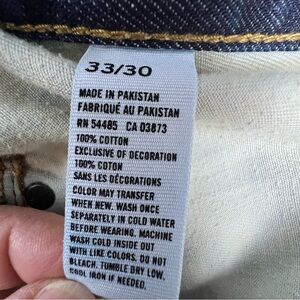 33/30
MADE IN PAKISTAN
FABRIQUÉ AU PAKISTAN
RN 54485 CA 03873
100% COTTON
EXCLUSIVE OF DECORATION
100% COTON
SANS LES DÉCORATIONS
COLOR MAY TRANSFER
WHEN NEW. WASH ONCE
SEPARATELY IN COLD WATER
BEFORE WEARING. MACHINE
WASH COLD INSIDE OUT
WITH LIKE COLORS. DO NOT
BLEACH. TUMBLE DRY LOW.
COOL IRON IF NEEDED.